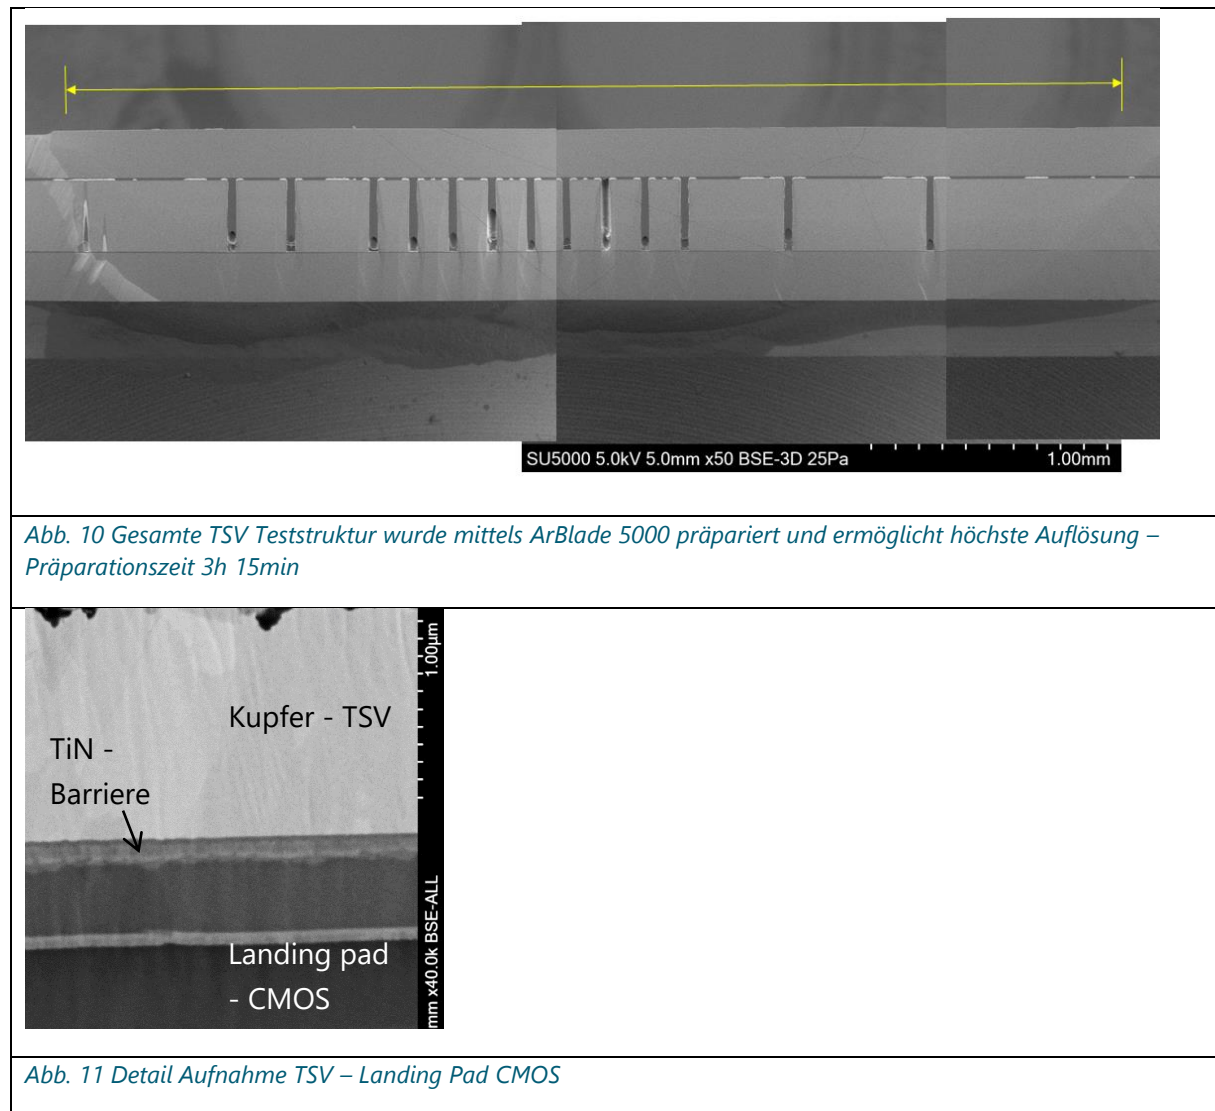 SU5000 5.0kV 5.0mm x50 BSE-3D 25Pa 1.00mm
Abb. 10 Gesamte TSV Teststruktur wurde mittels ArBlade 5000 präpariert und ermöglicht höchste Auflösung –
Präparationszeit 3h 15min
Kupfer - TSV
TiN -
Barriere
Landing pad
- CMOS
mm x40.0k BSE-ALL 1.00µm
Abb. 11 Detail Aufnahme TSV – Landing Pad CMOS